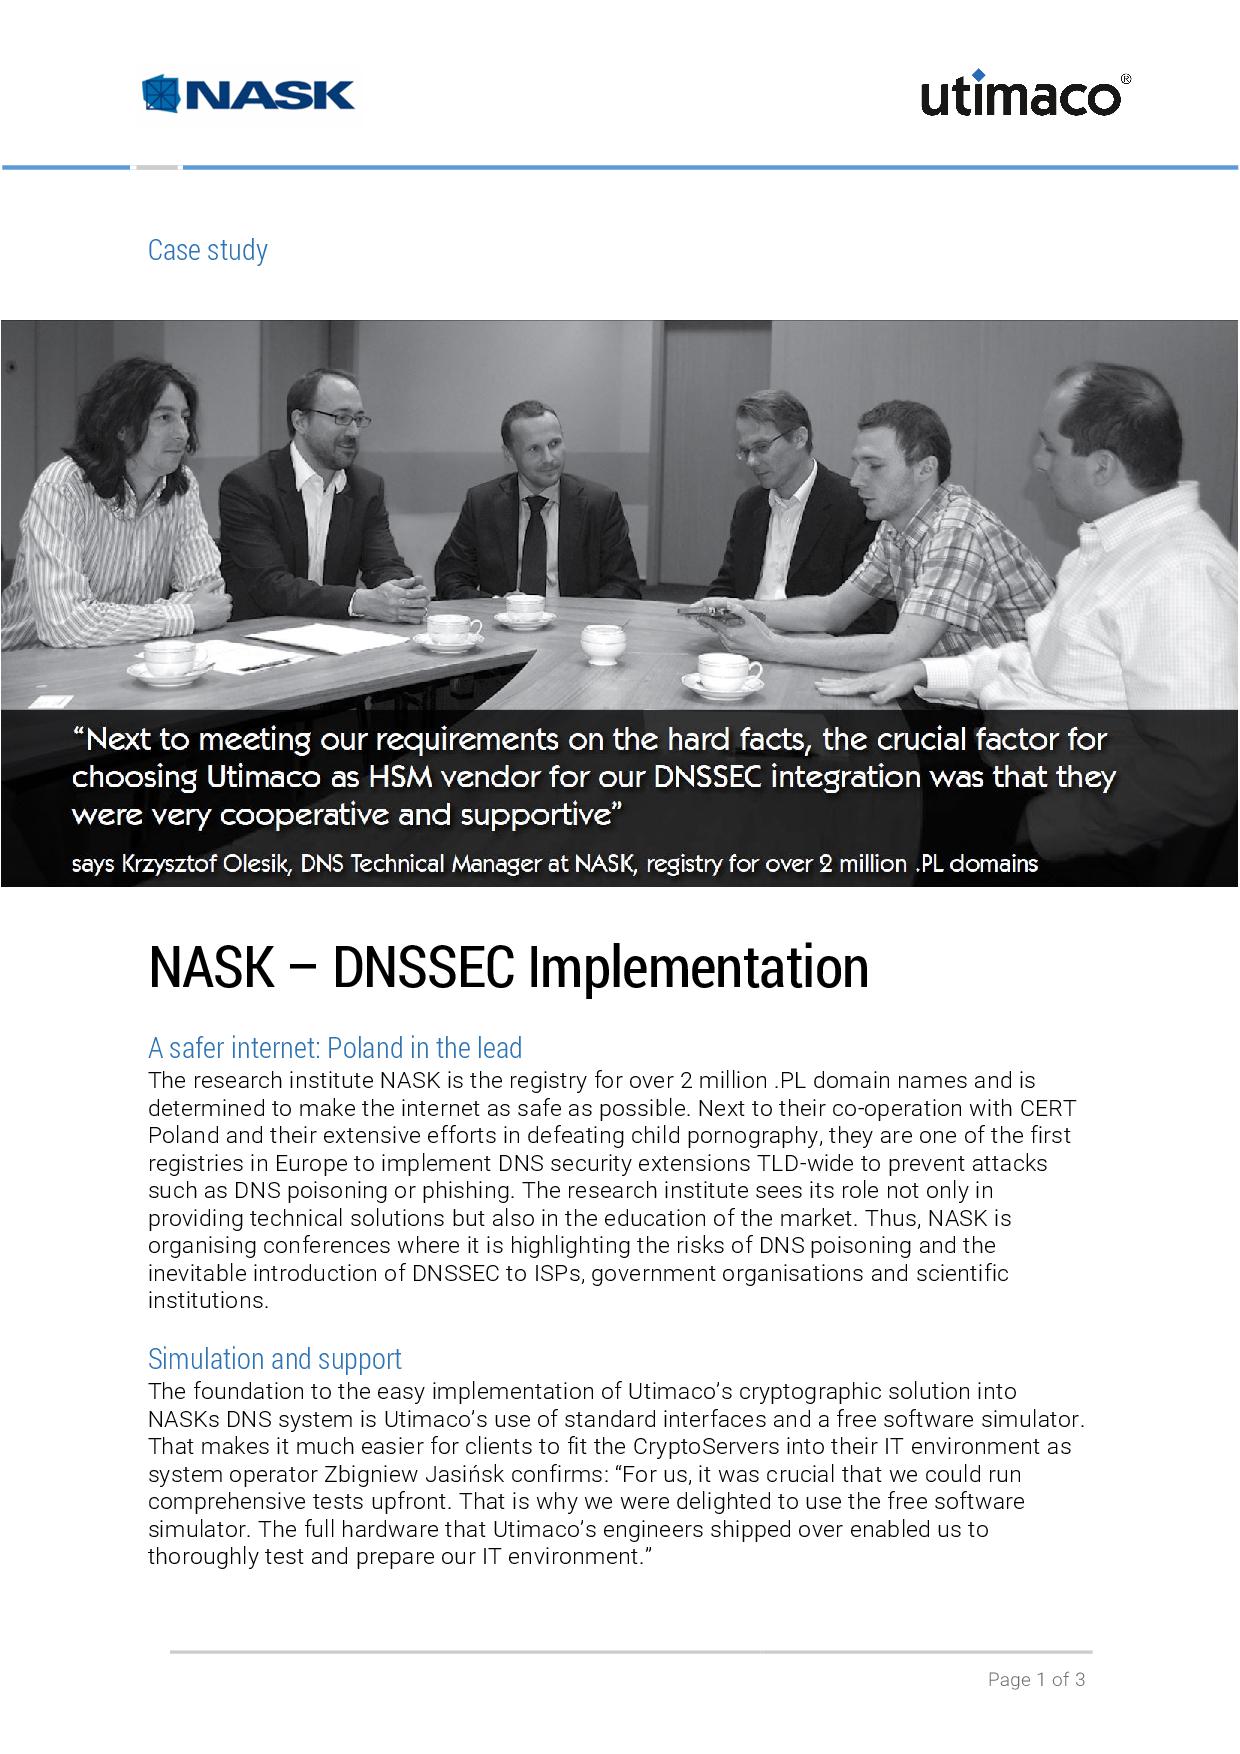 NASK
utimaco®
Case study
“Next to meeting our requirements on the hard facts, the crucial factor for
choosing Utimaco as HSM vendor for our DNSSEC integration was that they
were very cooperative and supportive”
says Krzysztof Olesik, DNS Technical Manager at NASK, registry for over 2 million .PL domains
NASK – DNSSEC Implementation
A safer internet: Poland in the lead
The research institute NASK is the registry for over 2 million .PL domain names and is
determined to make the internet as safe as possible. Next to their co-operation with CERT
Poland and their extensive efforts in defeating child pornography, they are one of the first
registries in Europe to implement DNS security extensions TLD-wide to prevent attacks
such as DNS poisoning or phishing. The research institute sees its role not only in
providing technical solutions but also in the education of the market. Thus, NASK is
organising conferences where it is highlighting the risks of DNS poisoning and the
inevitable introduction of DNSSEC to ISPs, government organisations and scientific
institutions.
Simulation and support
The foundation to the easy implementation of Utimaco’s cryptographic solution into
NASKs DNS system is Utimaco’s use of standard interfaces and a free software simulator.
That makes it much easier for clients to fit the CryptoServers into their IT environment as
system operator Zbigniew Jasińsk confirms: “For us, it was crucial that we could run
comprehensive tests upfront. That is why we were delighted to use the free software
simulator. The full hardware that Utimaco’s engineers shipped over enabled us to
thoroughly test and prepare our IT environment.”
Page 1 of 3